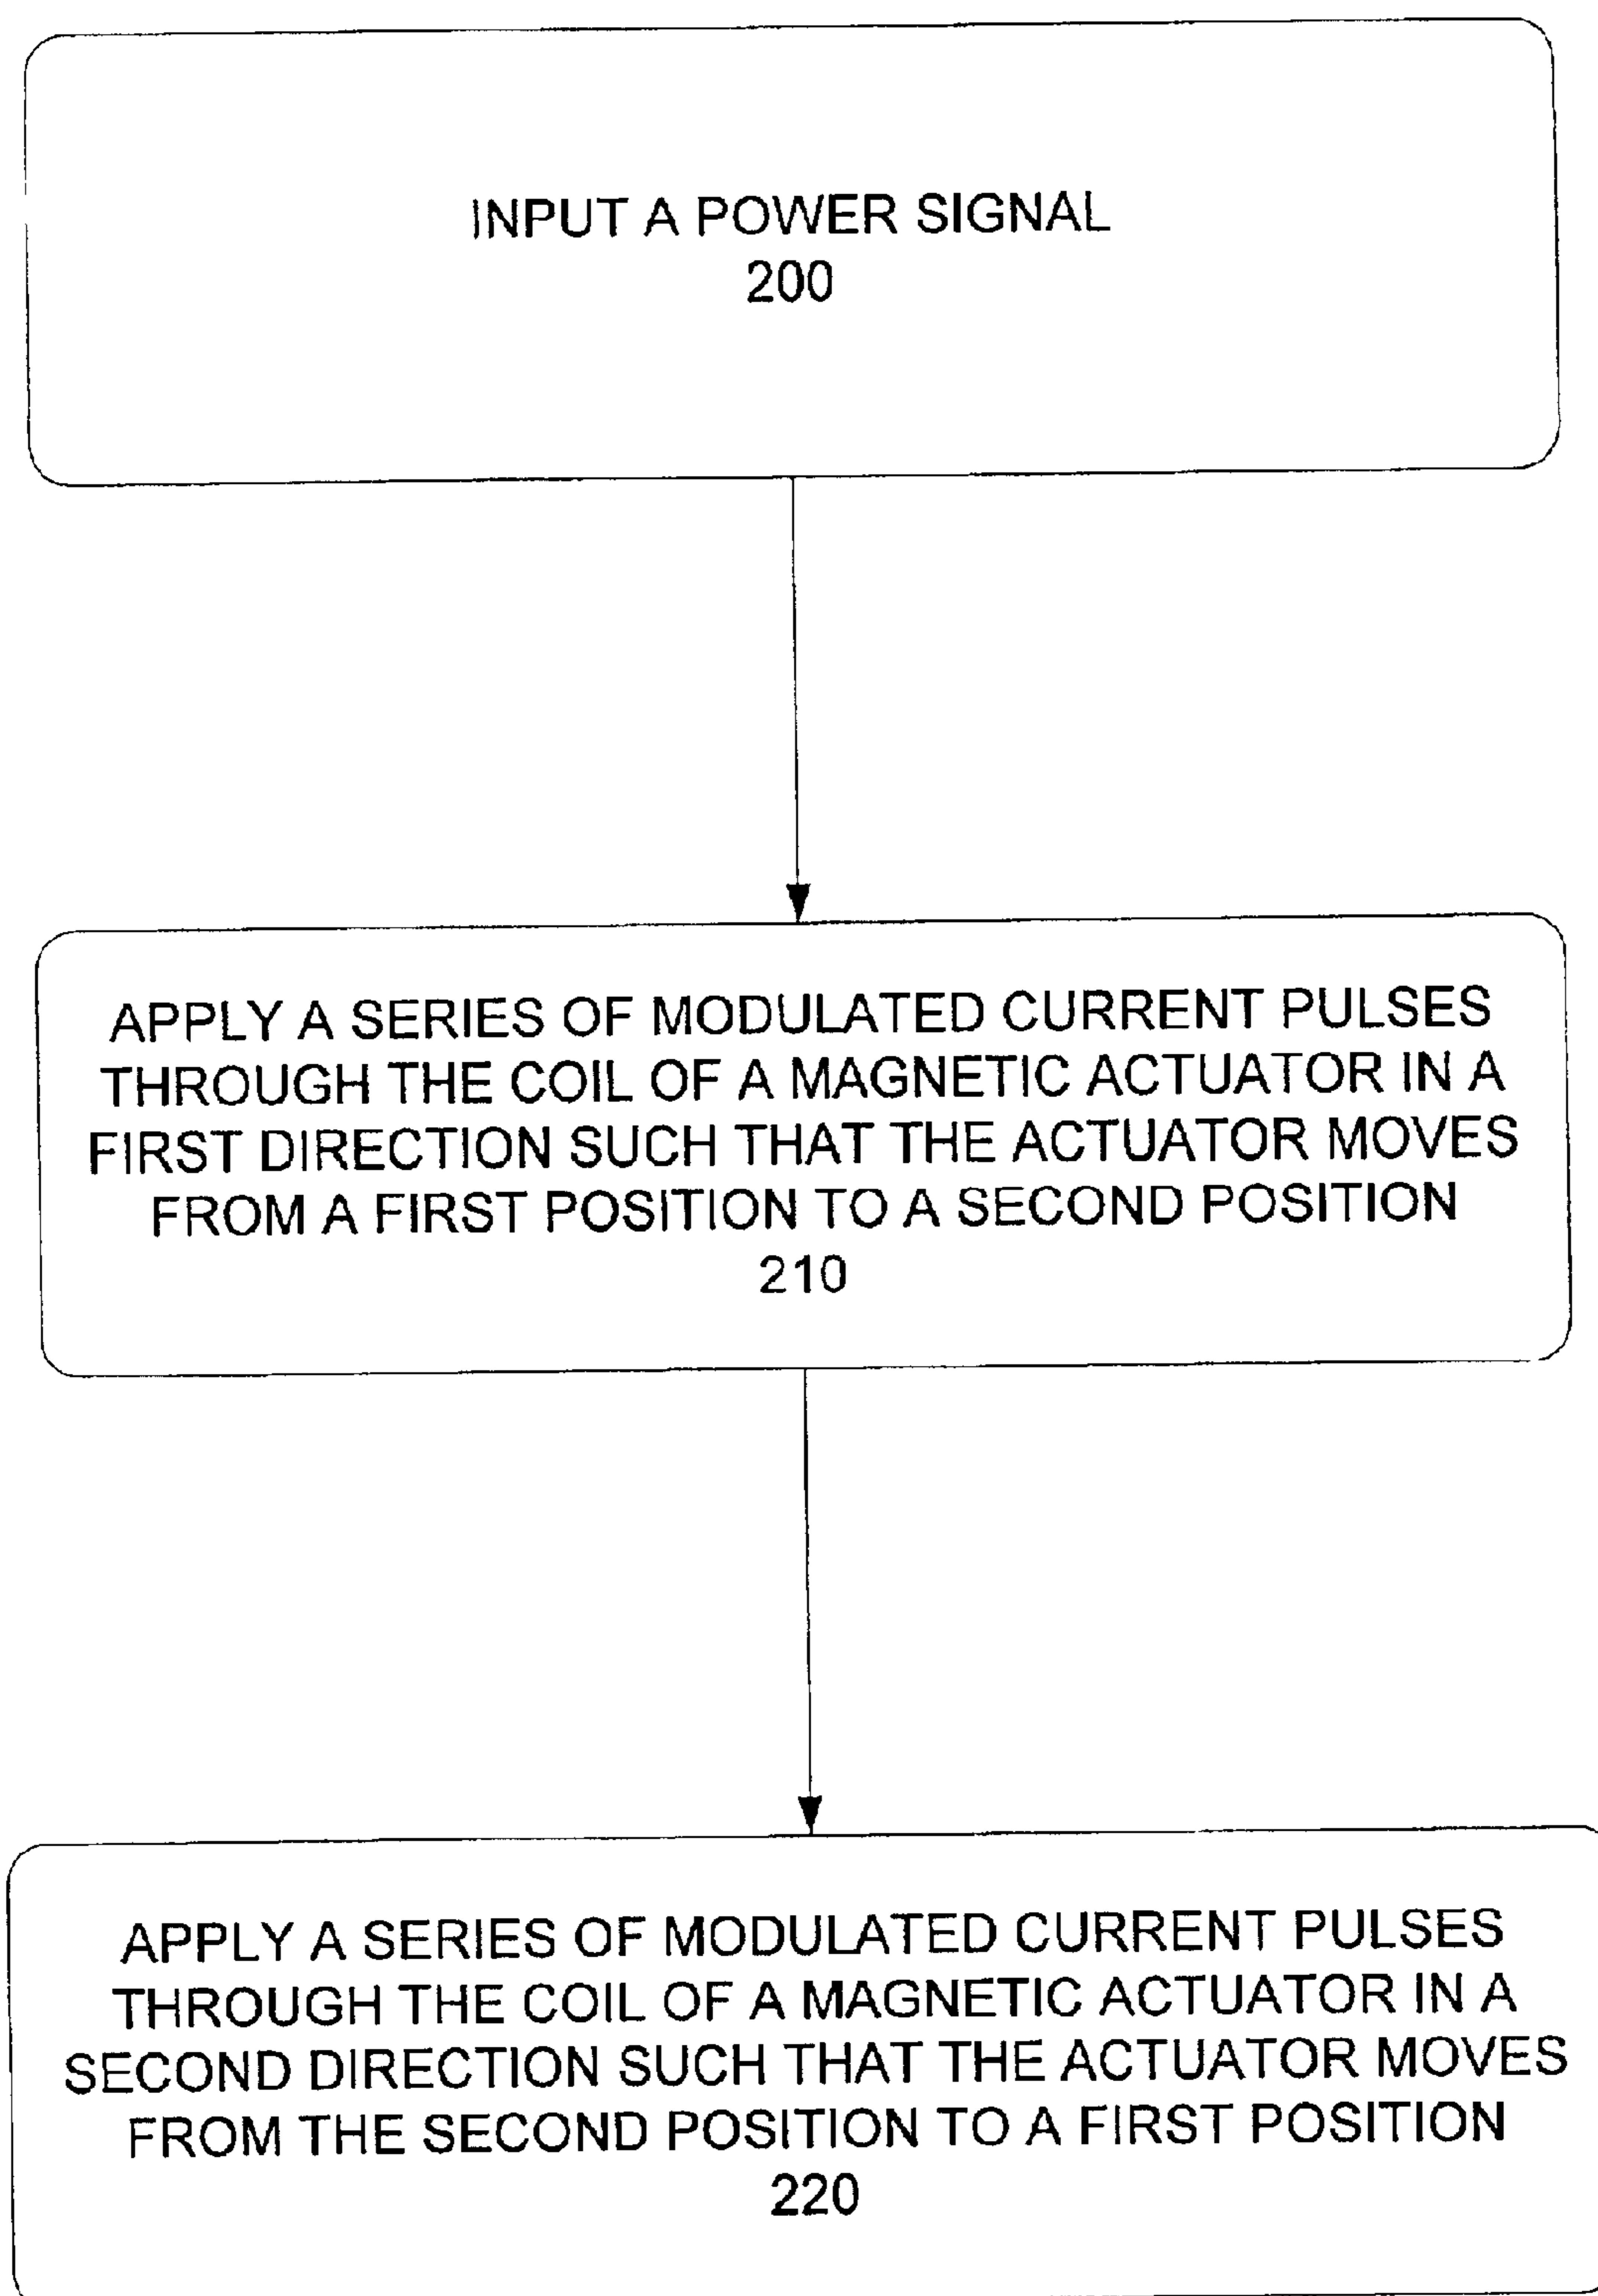 INPUT A POWER SIGNAL
200
APPLY A SERIES OF MODULATED CURRENT PULSES
THROUGH THE COIL OF A MAGNETIC ACTUATOR IN A
FIRST DIRECTION SUCH THAT THE ACTUATOR MOVES
FROM A FIRST POSITION TO A SECOND POSITION
210
APPLY A SERIES OF MODULATED CURRENT PULSES
THROUGH THE COIL OF A MAGNETIC ACTUATOR IN A
SECOND DIRECTION SUCH THAT THE ACTUATOR MOVES
FROM THE SECOND POSITION TO A FIRST POSITION
220